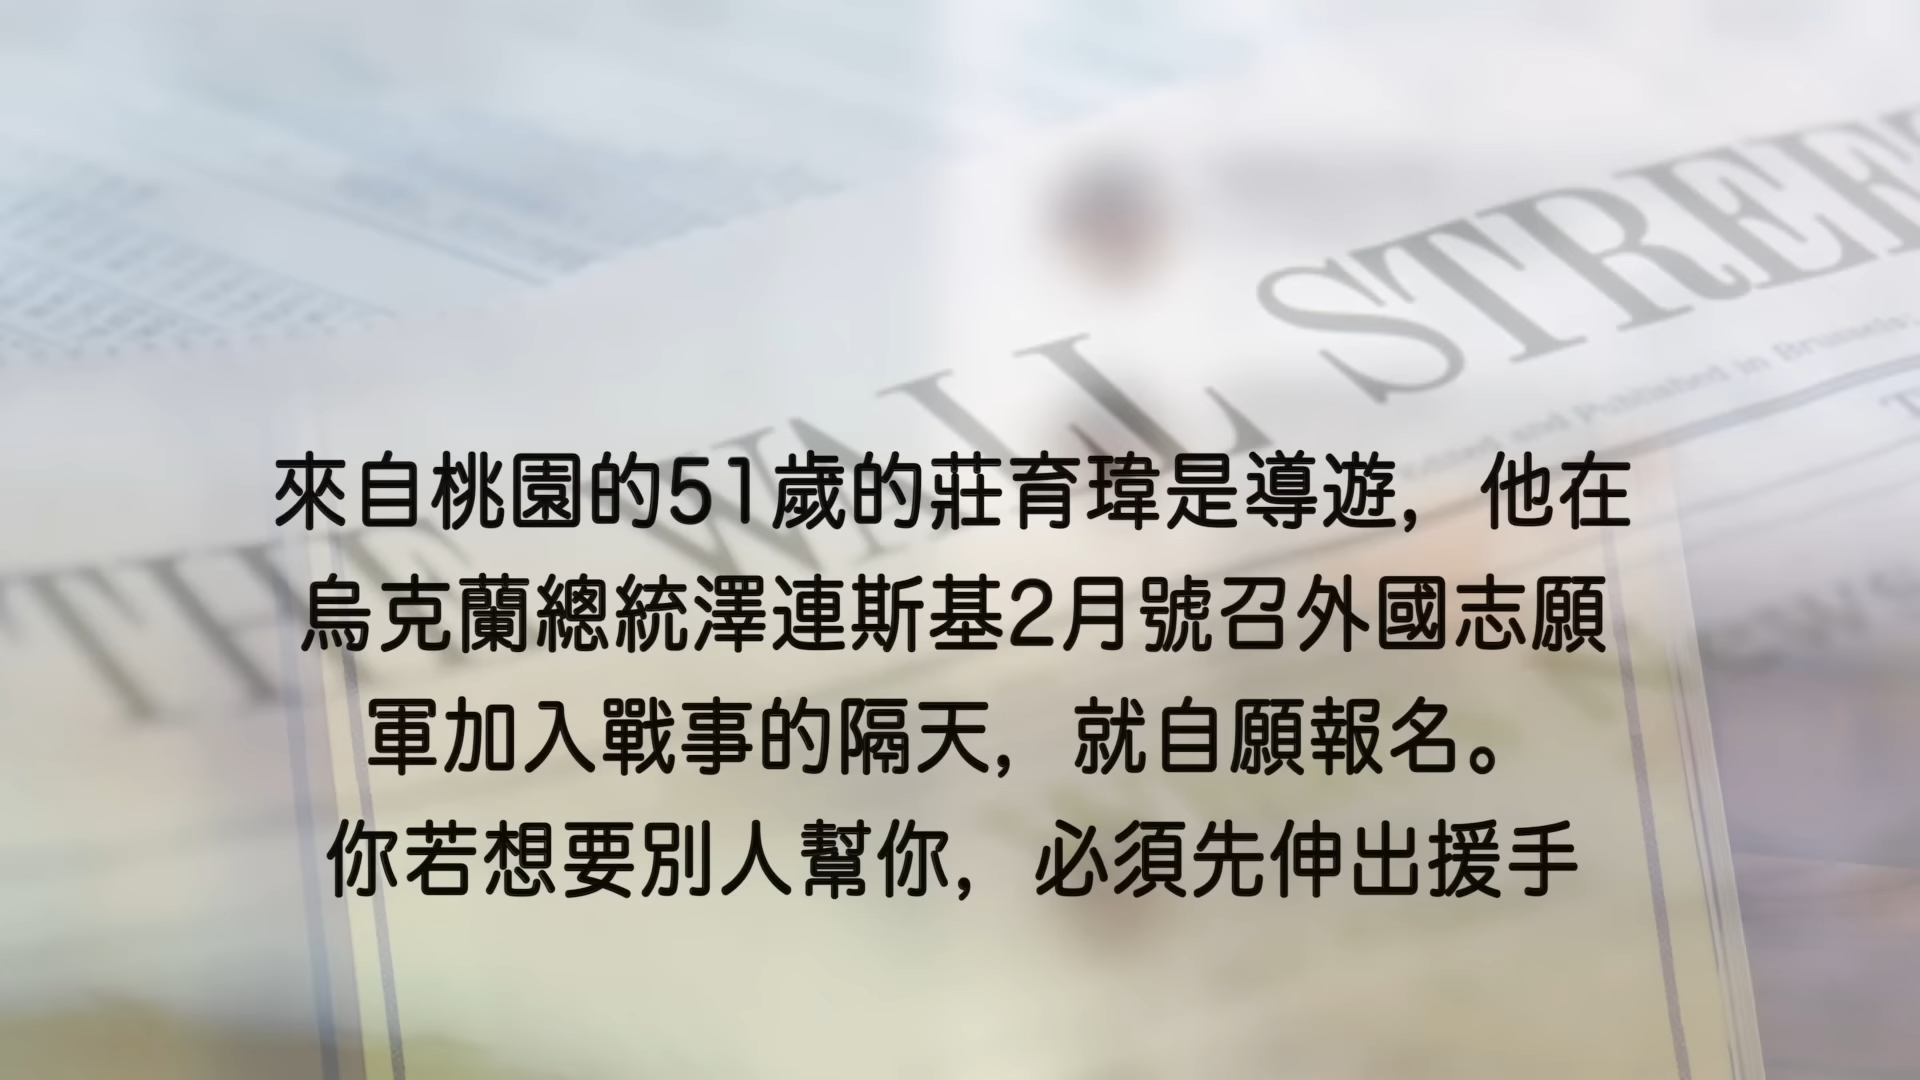 THE WALL STREET
來自桃園的51歲的莊育瑋是導遊，他在
烏克蘭總統澤連斯基2月號召外國志願
軍加入戰事的隔天，就自願報名。
你若想要別人幫你，必須先伸出援手